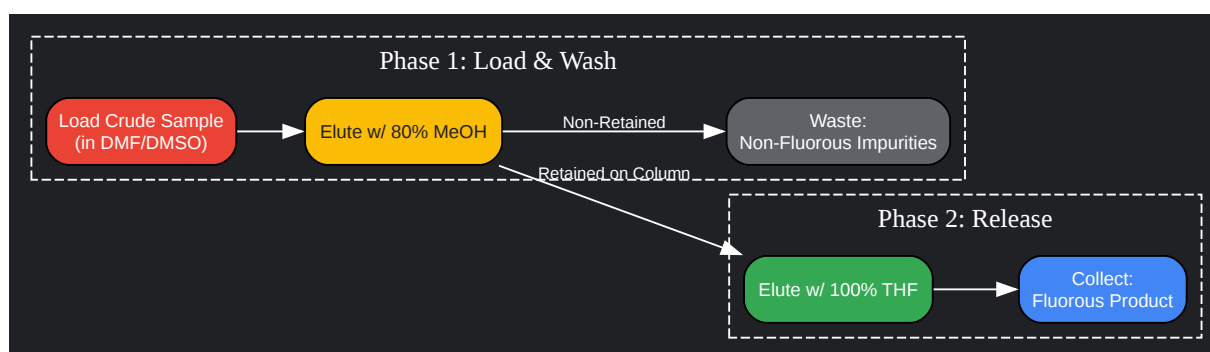 Phase 1: Load & Wash
Load Crude Sample
(in DMF/DMSO)
Elute w/ 80% MeOH
Non-Retained
Waste:
Non-Fluorous Impurities
Retained on Column
Phase 2: Release
Elute w/ 100% THF
Collect:
Fluorous Product